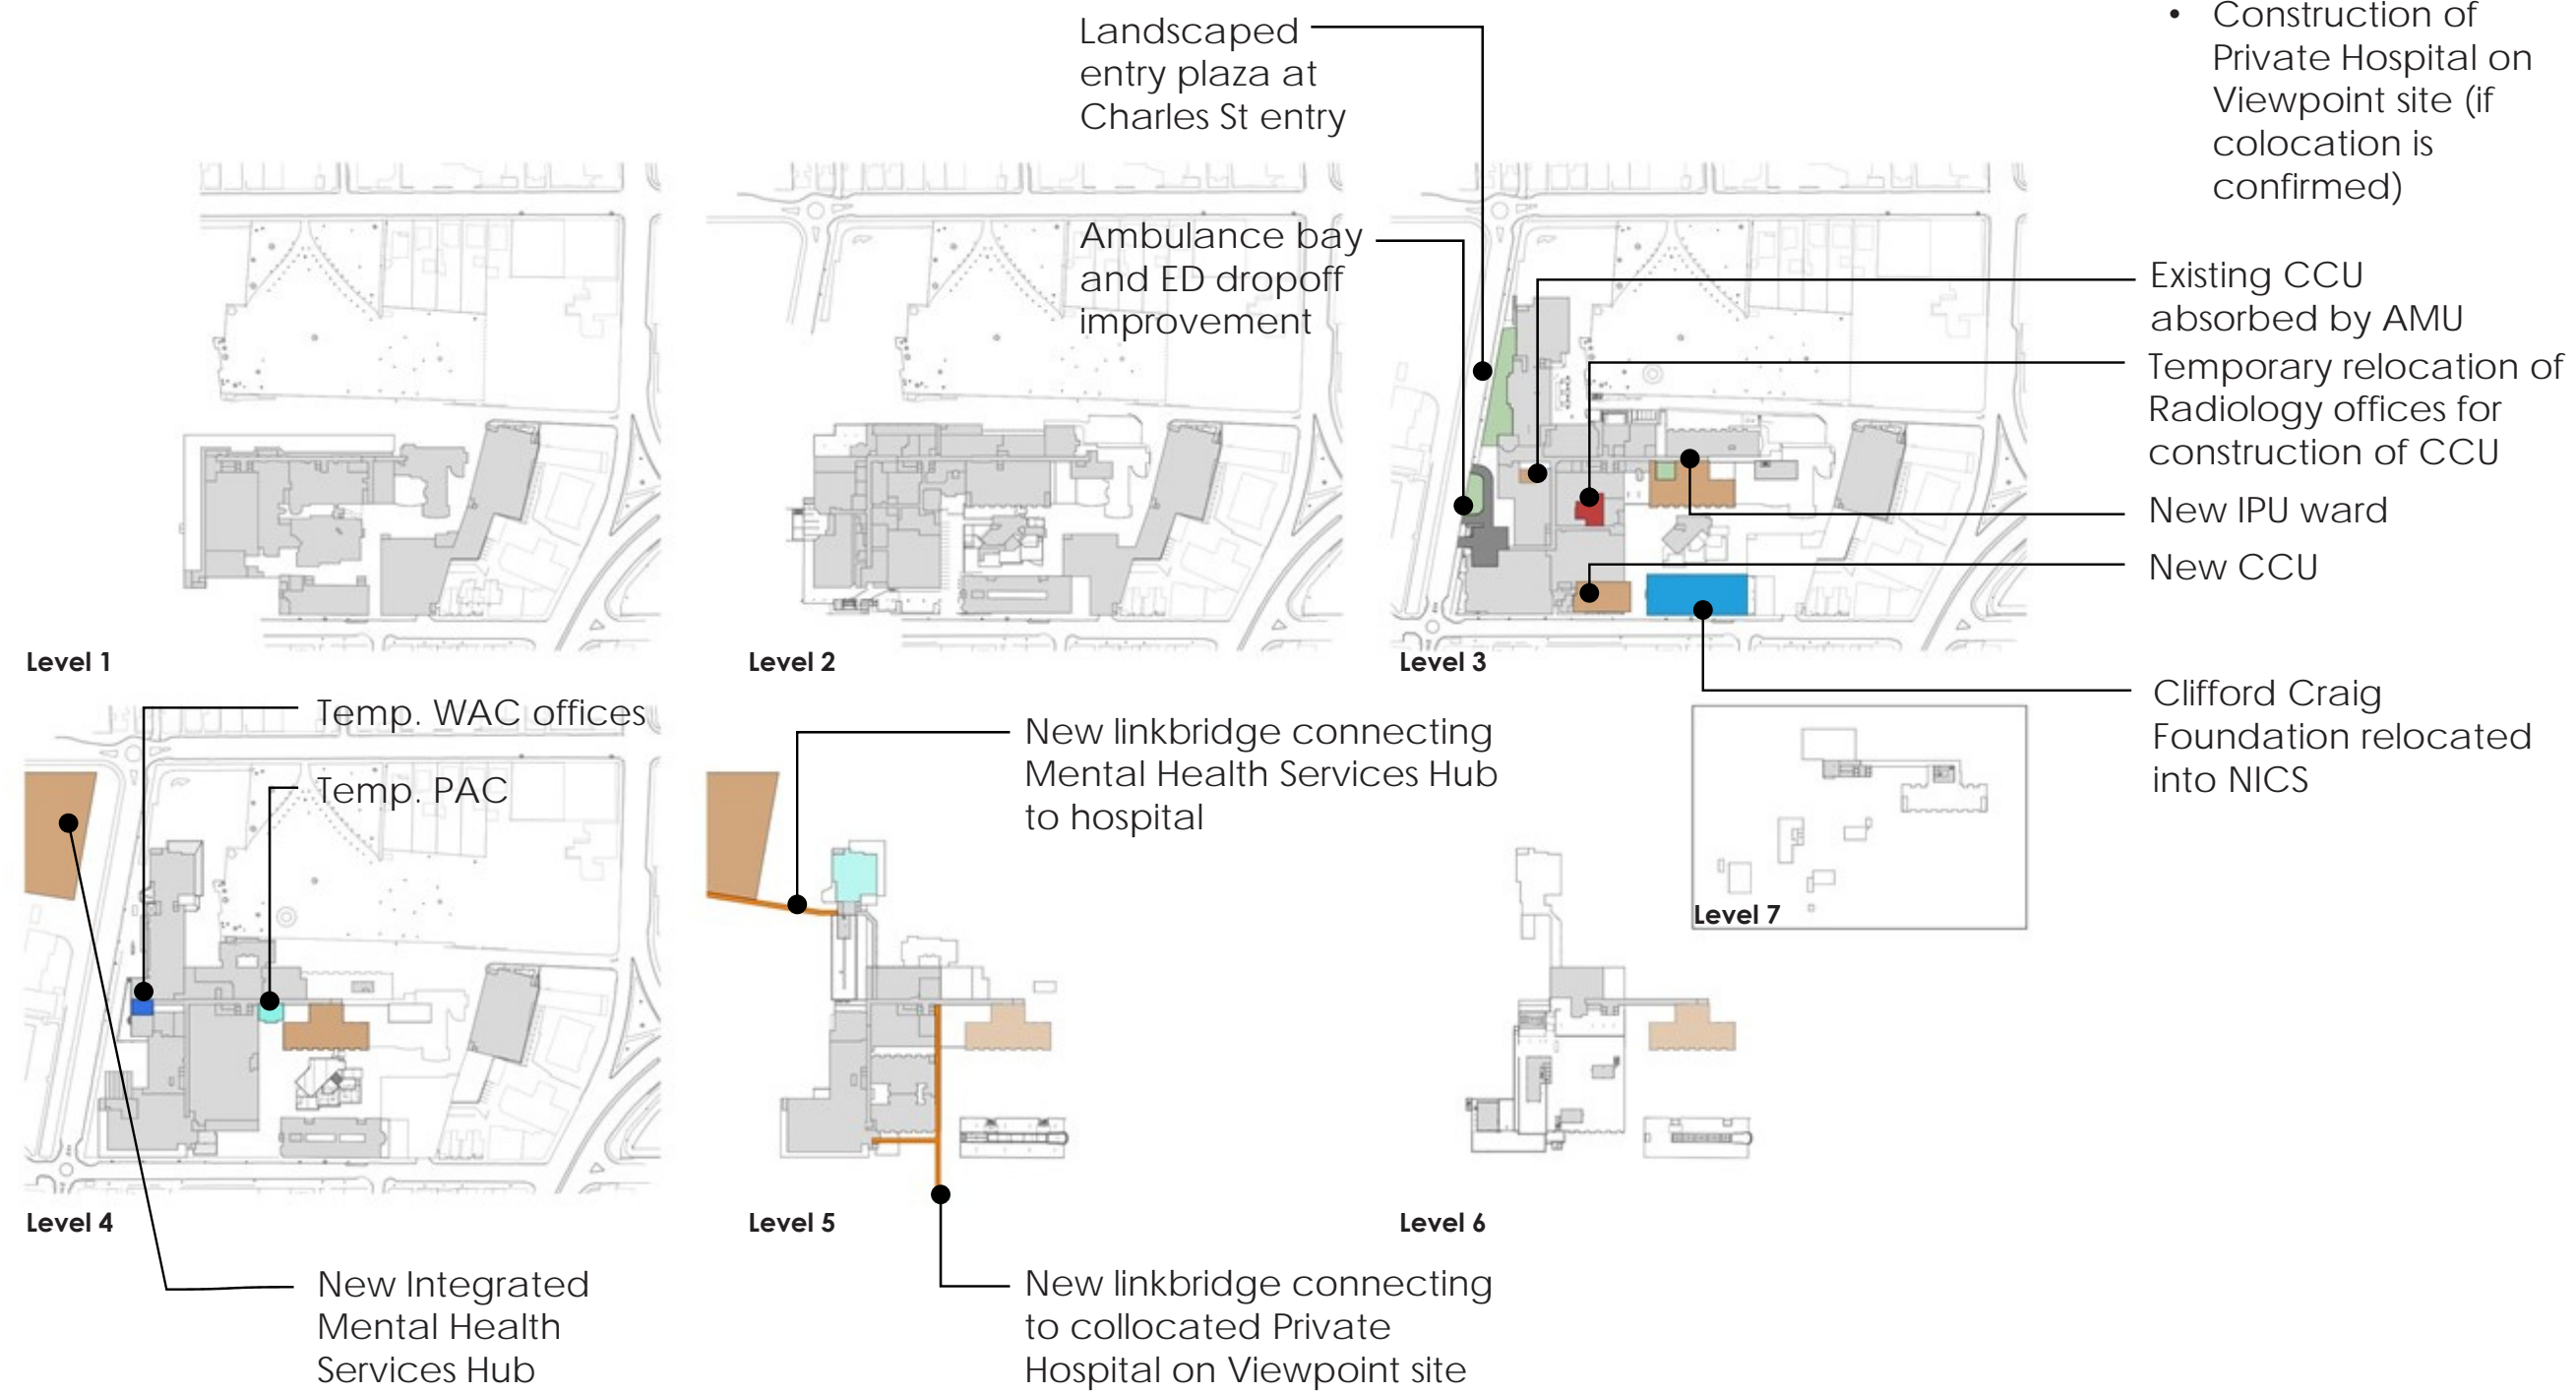 Landscaped
entry plaza at
Charles St entry
• Construction of
Private Hospital on
Viewpoint site (if
colocation is
confirmed)
Ambulance bay
and ED dropoff
improvement
Existing CCU
absorbed by AMU
Temporary relocation of
Radiology offices for
construction of CCU
New IPU ward
New CCU
Clifford Craig
Foundation relocated
into NICS
Level 1
Level 2
Level 3
Temp. WAC offices
Temp. PAC
New linkbridge connecting
Mental Health Services Hub
to hospital
Level 7
Level 4
Level 5
Level 6
New Integrated
Mental Health
Services Hub
New linkbridge connecting
to collocated Private
Hospital on Viewpoint site